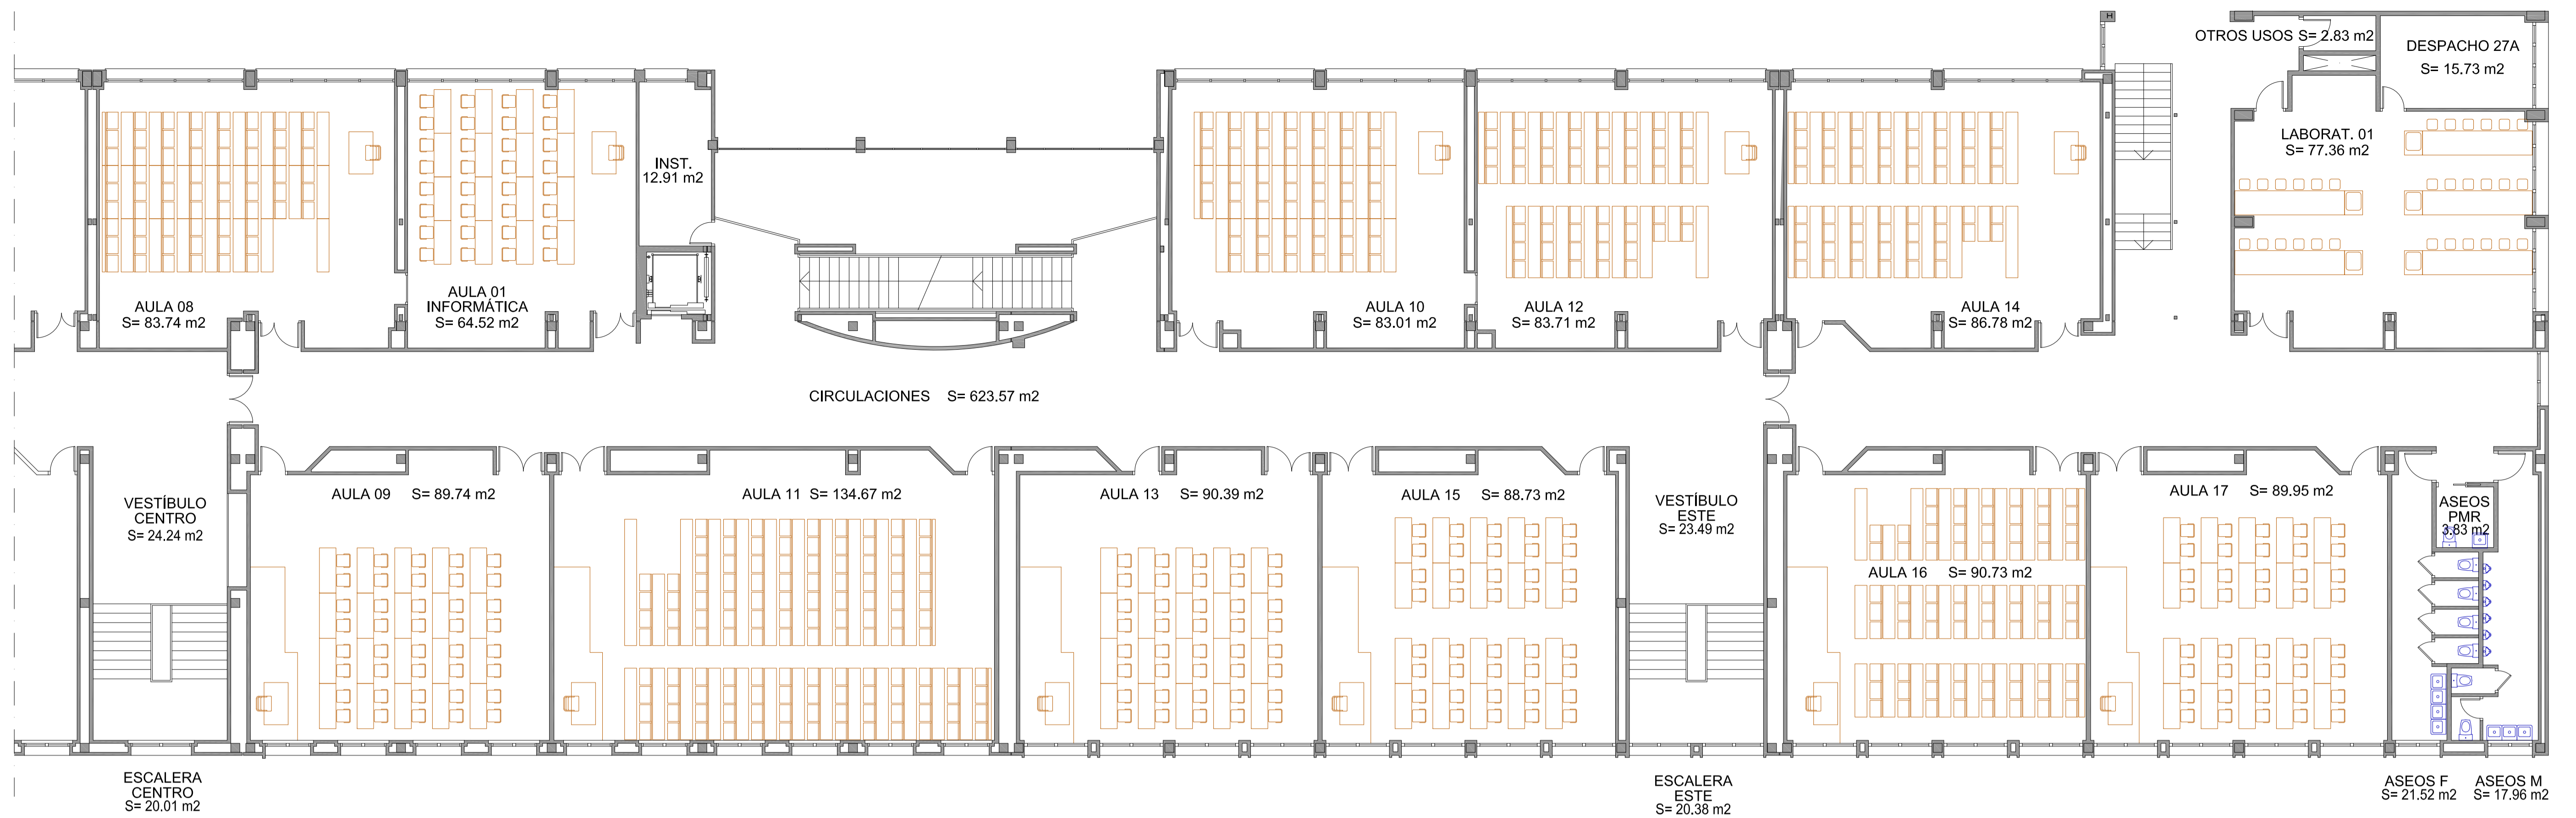 OTROS USOS S= 2.83 m2
DESPACHO 27A
S= 15.73 m2
INST.
12.91 m2
LABORAT. 01
S= 77.36 m2
AULA 08
S= 83.74 m2
AULA 01
INFORMÁTICA
S= 64.52 m2
AULA 10
S= 83.01 m2
AULA 12
S= 83.71 m2
AULA 14
S= 86.78 m2
CIRCULACIONES S= 623.57 m2
VESTÍBULO
CENTRO
S= 24.24 m2
AULA 09 S= 89.74 m2
AULA 11 S= 134.67 m2
AULA 13 S= 90.39 m2
AULA 15 S= 88.73 m2
VESTÍBULO
ESTE
S= 23.49 m2
AULA 16 S= 90.73 m2
AULA 17 S= 89.95 m2
ASEOS
PMR
3.83 m2
ESCALERA
CENTRO
S= 20.01 m2
ESCALERA
ESTE
S= 20.38 m2
ASEOS F
S= 21.52 m2
ASEOS M
S= 17.96 m2